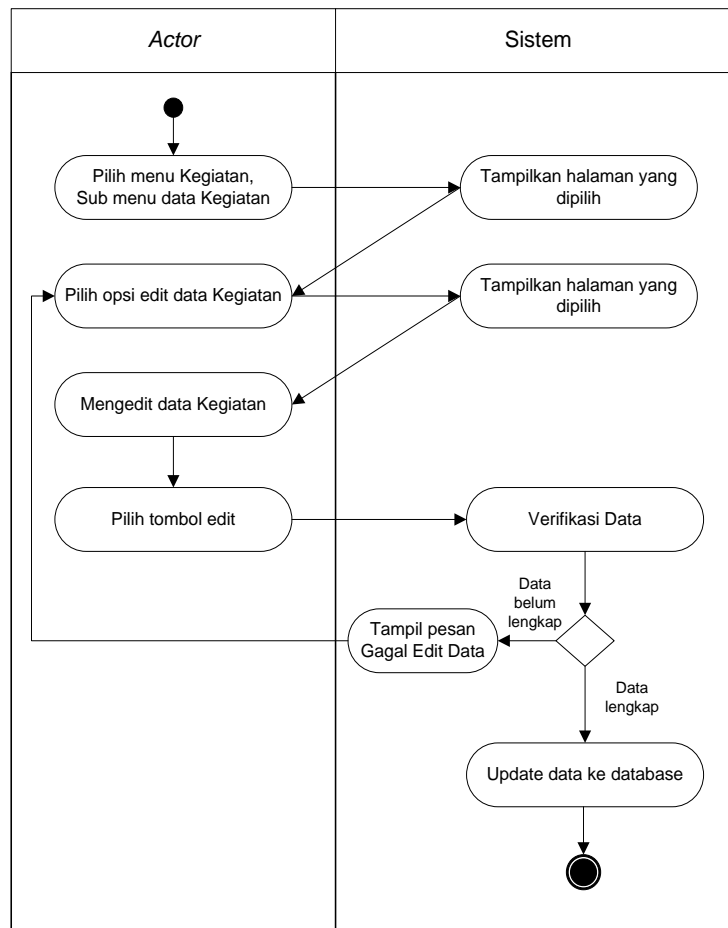 Actor
Sistem
Pilih menu Kegiatan,
Sub menu data Kegiatan
Tampilkan halaman yang
dipilih
Pilih opsi edit data Kegiatan
Tampilkan halaman yang
dipilih
Mengedit data Kegiatan
Pilih tombol edit
Verifikasi Data
Data
belum
lengkap
Tampil pesan
Gagal Edit Data
Data
lengkap
Update data ke database